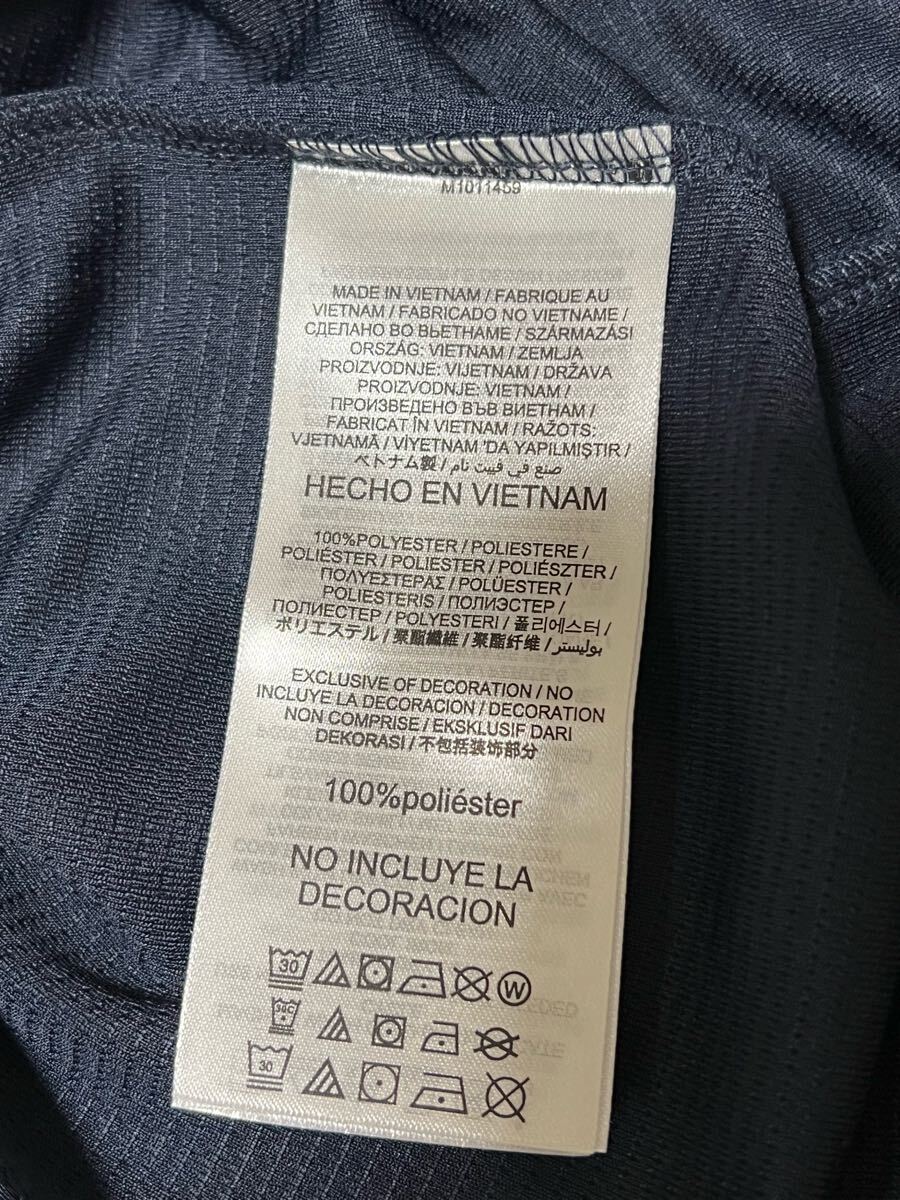 M1011459
MADE IN VIETNAM / FABRIQUE AU
VIETNAM / FABRICADO NO VIETNAME /
СДЕЛАНО ВО ВЬЕТНАМЕ / SZÁRMAZÁSI
ORSZÁG: VIETNAM / ZEMLJA
PROIZVODNJE: VIJETNAM / DRŽAVA
PROIZVODNJE: VIETNAM /
ПРОИЗВЕДЕНО ВЪВ ВИЕТНАМ /
FABRICAT ÎN VIETNAM / RAŽOTS:
VJETNAMĀ / VİYETNAM 'DA YAPILMIŞTIR /
ベトナム製 / صنع في فييت نام /
HECHO EN VIETNAM
100%POLYESTER / POLIESTERE /
POLIÉSTER / POLIESTER / POLIÉSZTER /
ΠΟΛΥΕΣΤΕΡΑΣ / POLÜESTER /
POLIESTERIS / ПОЛИЭСТЕР /
ПОЛИЕСТЕР / POLYESTERI / 폴리에스터 /
ポリエステル / 聚酯纖維 / 聚酯纤维 / بوليستر
EXCLUSIVE OF DECORATION / NO
INCLUYE LA DECORACION / DECORATION
NON COMPRISE / EKSKLUSIF DARI
DEKORASI / 不包括装饰部分
100%poliéster
NO INCLUYE LA
DECORACION
30 W
30